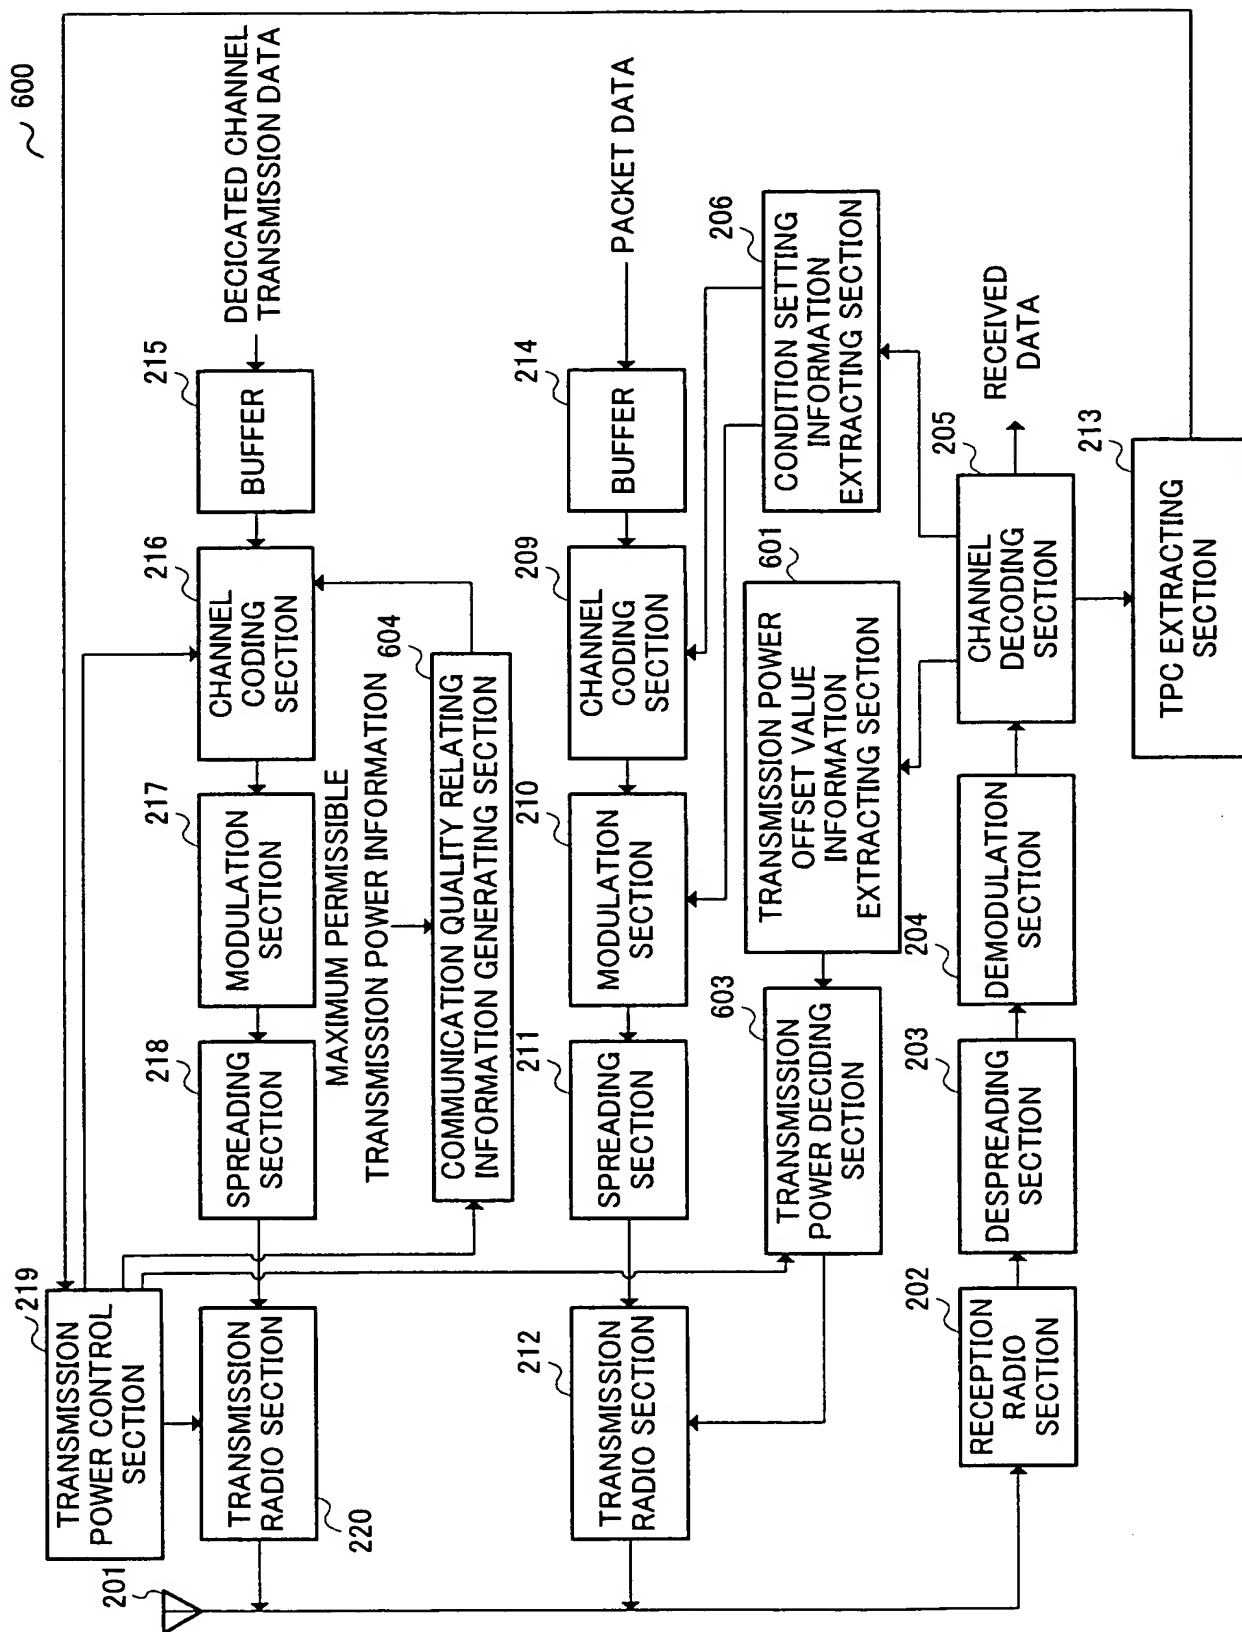 600
219
TRANSMISSION
POWER CONTROL
SECTION
201
TRANSMISSION
RADIO SECTION
220
218
SPREADING
SECTION
217
MODULATION
SECTION
216
CHANNEL
CODING
SECTION
215
BUFFER
DECICATED CHANNEL
TRANSMISSION DATA
MAXIMUM PERMISSIBLE
TRANSMISSION POWER INFORMATION
604
COMMUNICATION QUALITY RELATING
INFORMATION GENERATING SECTION
212
TRANSMISSION
RADIO SECTION
211
SPREADING
SECTION
210
MODULATION
SECTION
209
CHANNEL
CODING
SECTION
214
BUFFER
PACKET DATA
603
TRANSMISSION
POWER DECIDING
SECTION
601
TRANSMISSION POWER
OFFSET VALUE
INFORMATION
EXTRACTING SECTION
206
CONDITION SETTING
INFORMATION
EXTRACTING SECTION
202
RECEPTION
RADIO
SECTION
203
DESPREADING
SECTION
204
DEMODULATION
SECTION
205
CHANNEL
DECODING
SECTION
RECEIVED
DATA
213
TPC EXTRACTING
SECTION